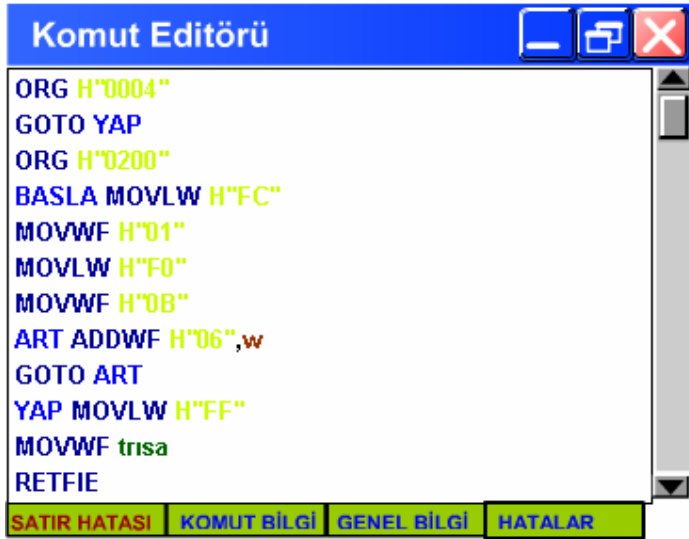 Komut Editörü
ORG H"0004"
GOTO YAP
ORG H"0200"
BASLA MOVLW H"FC"
MOVWF H"01"
MOVLW H"F0"
MOVWF H"0B"
ART ADDWF H"06",w
GOTO ART
YAP MOVLW H"FF"
MOVWF trısa
RETFIE
SATIR HATASI KOMUT BİLGİ GENEL BİLGİ HATALAR